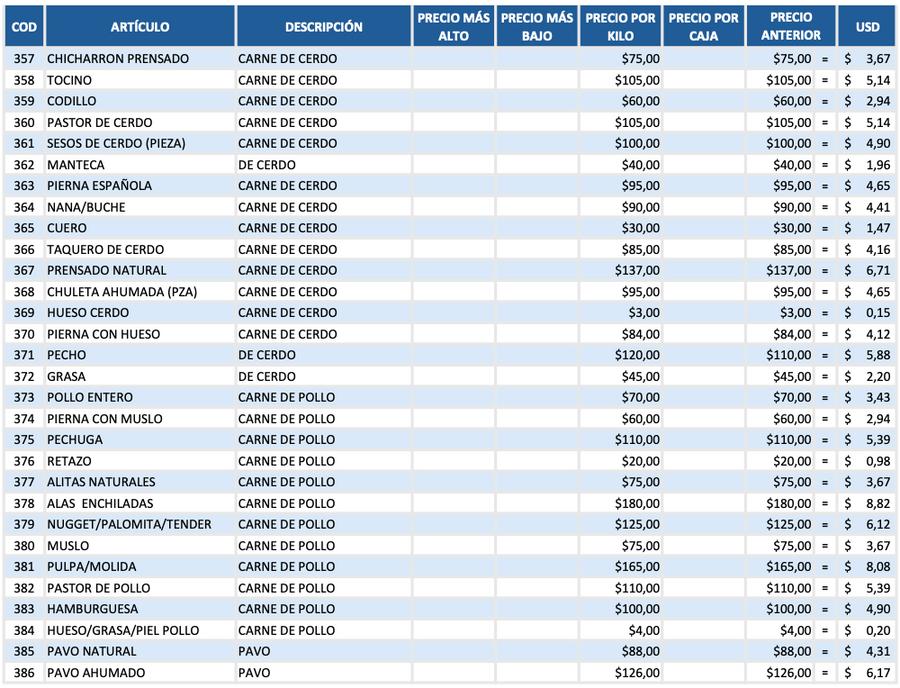 COD ARTÍCULO DESCRIPCIÓN PRECIO MÁS ALTO PRECIO MÁS BAJO PRECIO POR KILO PRECIO POR CAJA PRECIO ANTERIOR USD
357 CHICHARRON PRENSADO CARNE DE CERDO $75,00 $75,00 = $ 3,67
358 TOCINO CARNE DE CERDO $105,00 $105,00 = $ 5,14
359 CODILLO CARNE DE CERDO $60,00 $60,00 = $ 2,94
360 PASTOR DE CERDO CARNE DE CERDO $105,00 $105,00 = $ 5,14
361 SESOS DE CERDO (PIEZA) CARNE DE CERDO $100,00 $100,00 = $ 4,90
362 MANTECA DE CERDO $40,00 $40,00 = $ 1,96
363 PIERNA ESPAÑOLA CARNE DE CERDO $95,00 $95,00 = $ 4,65
364 NANA/BUCHE CARNE DE CERDO $90,00 $90,00 = $ 4,41
365 CUERO CARNE DE CERDO $30,00 $30,00 = $ 1,47
366 TAQUERO DE CERDO CARNE DE CERDO $85,00 $85,00 = $ 4,16
367 PRENSADO NATURAL CARNE DE CERDO $137,00 $137,00 = $ 6,71
368 CHULETA AHUMADA (PZA) CARNE DE CERDO $95,00 $95,00 = $ 4,65
369 HUESO CERDO CARNE DE CERDO $3,00 $3,00 = $ 0,15
370 PIERNA CON HUESO CARNE DE CERDO $84,00 $84,00 = $ 4,12
371 PECHO DE CERDO $120,00 $110,00 = $ 5,88
372 GRASA DE CERDO $45,00 $45,00 = $ 2,20
373 POLLO ENTERO CARNE DE POLLO $70,00 $70,00 = $ 3,43
374 PIERNA CON MUSLO CARNE DE POLLO $60,00 $60,00 = $ 2,94
375 PECHUGA CARNE DE POLLO $110,00 $110,00 = $ 5,39
376 RETAZO CARNE DE POLLO $20,00 $20,00 = $ 0,98
377 ALITAS NATURALES CARNE DE POLLO $75,00 $75,00 = $ 3,67
378 ALAS ENCHILADAS CARNE DE POLLO $180,00 $180,00 = $ 8,82
379 NUGGET/PALOMITA/TENDER CARNE DE POLLO $125,00 $125,00 = $ 6,12
380 MUSLO CARNE DE POLLO $75,00 $75,00 = $ 3,67
381 PULPA/MOLIDA CARNE DE POLLO $165,00 $165,00 = $ 8,08
382 PASTOR DE POLLO CARNE DE POLLO $110,00 $110,00 = $ 5,39
383 HAMBURGUESA CARNE DE POLLO $100,00 $100,00 = $ 4,90
384 HUESO/GRASA/PIEL POLLO CARNE DE POLLO $4,00 $4,00 = $ 0,20
385 PAVO NATURAL PAVO $88,00 $88,00 = $ 4,31
386 PAVO AHUMADO PAVO $126,00 $126,00 = $ 6,17